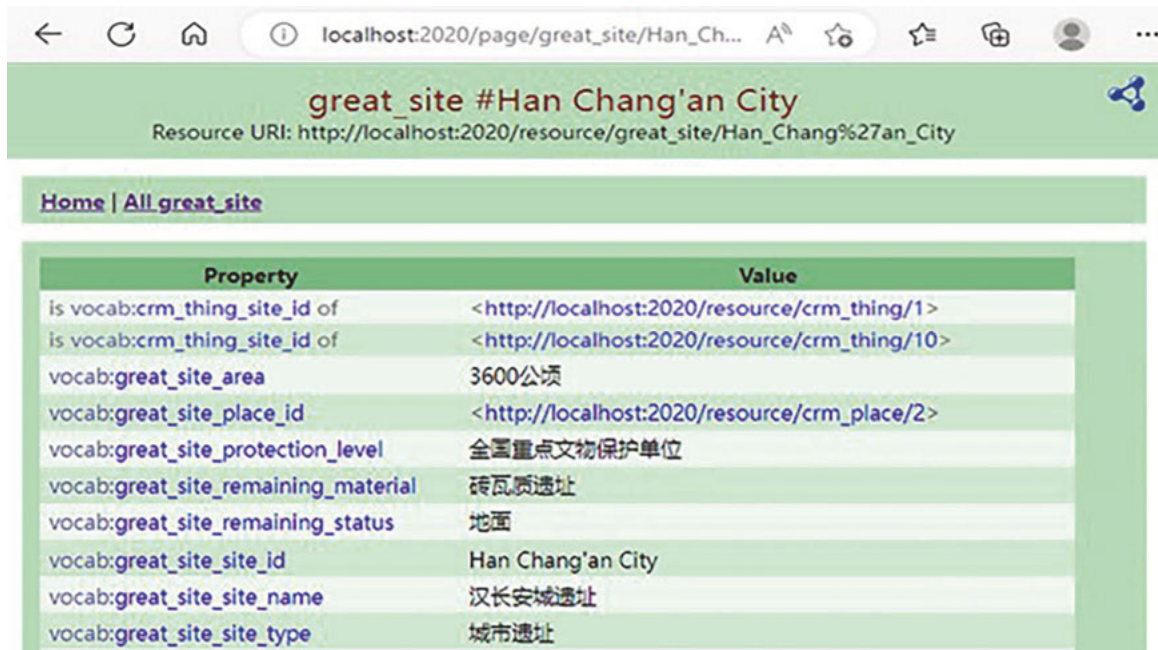 localhost:2020/page/great_site/Han_Ch...
great_site #Han Chang'an City
Resource URI: http://localhost:2020/resource/great_site/Han_Chang%27an_City
Home | All great_site
Property Value
is vocab:crm_thing_site_id of <http://localhost:2020/resource/crm_thing/1>
is vocab:crm_thing_site_id of <http://localhost:2020/resource/crm_thing/10>
vocab:great_site_area 3600公顷
vocab:great_site_place_id <http://localhost:2020/resource/crm_place/2>
vocab:great_site_protection_level 全国重点文物保护单位
vocab:great_site_remaining_material 砖瓦质遗址
vocab:great_site_remaining_status 地面
vocab:great_site_site_id Han Chang'an City
vocab:great_site_site_name 汉长安城遗址
vocab:great_site_site_type 城市遗址